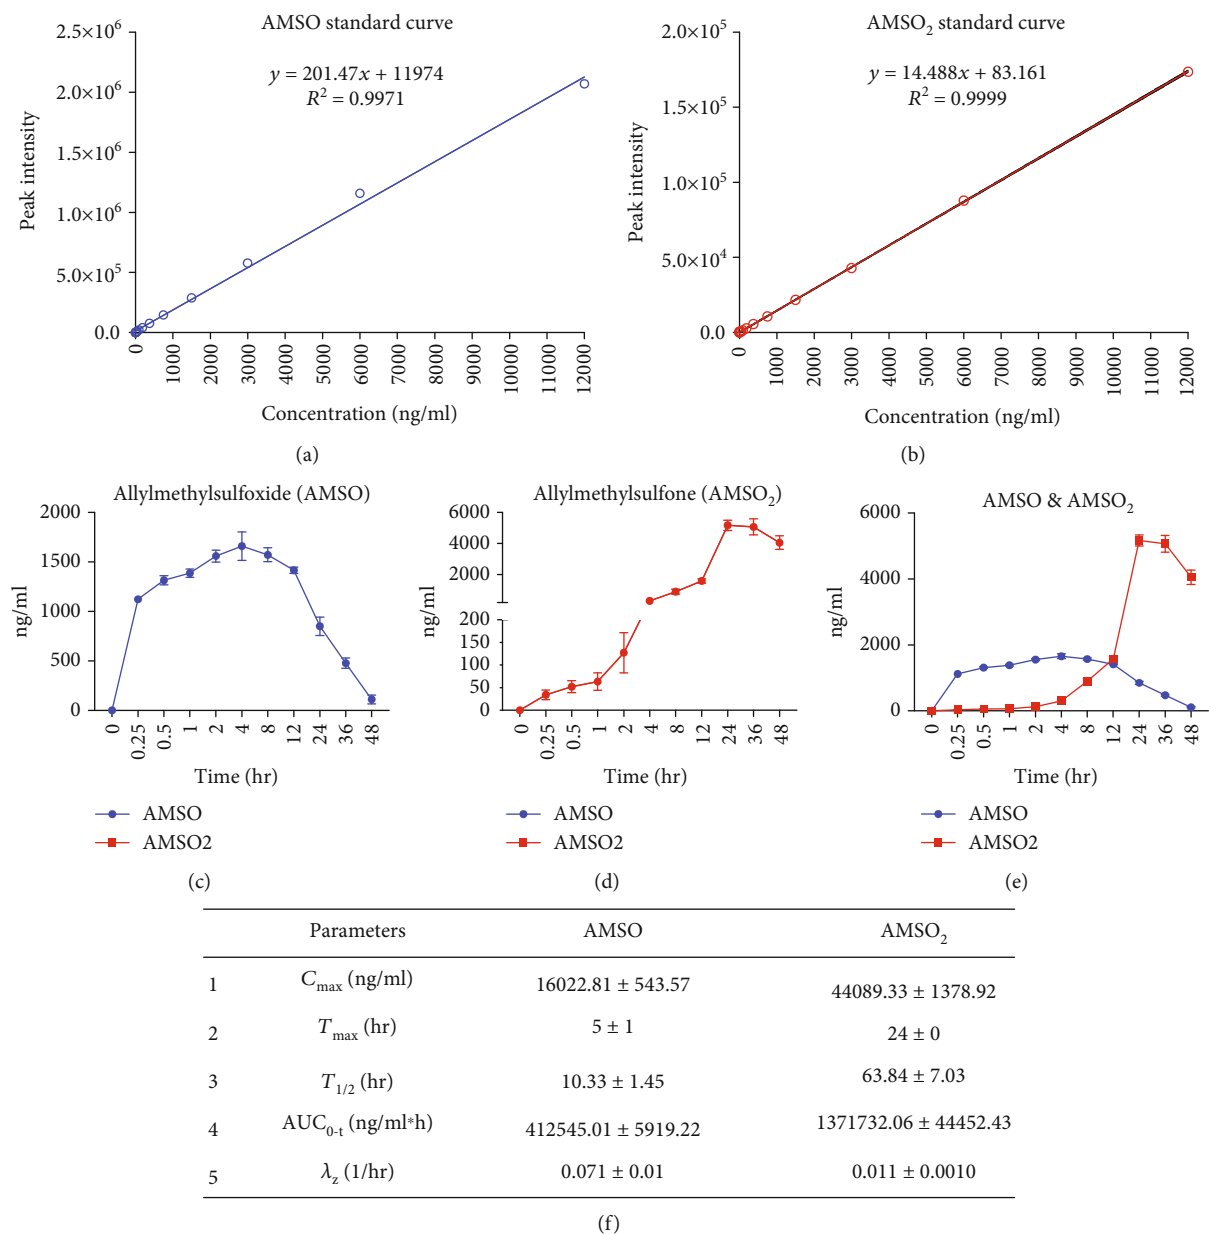 AMSO standard curve
y = 201.47x + 11974
R² = 0.9971
Peak intensity
2.5×10⁶
2.0×10⁶
1.5×10⁶
1.0×10⁶
5.0×10⁵
0.0
0 1000 2000 3000 4000 5000 6000 7000 8000 9000 10000 11000 12000
Concentration (ng/ml)
(a)
AMSO₂ standard curve
y = 14.488x + 83.161
R² = 0.9999
Peak intensity
2.0×10⁵
1.5×10⁵
1.0×10⁵
5.0×10⁴
0.0
0 1000 2000 3000 4000 5000 6000 7000 8000 9000 10000 11000 12000
Concentration (ng/ml)
(b)
Allylmethylsulfoxide (AMSO)
ng/ml
2000
1500
1000
500
0
0 0.25 0.5 1 2 4 8 12 24 36 48
Time (hr)
AMSO
AMSO2
(c)
Allylmethylsulfone (AMSO₂)
ng/ml
6000
4000
2000
200
150
100
50
0
0 0.25 0.5 1 2 4 8 12 24 36 48
Time (hr)
AMSO
AMSO2
(d)
AMSO & AMSO₂
ng/ml
6000
4000
2000
0
0 0.25 0.5 1 2 4 8 12 24 36 48
Time (hr)
AMSO
AMSO2
(e)
Parameters AMSO AMSO₂
1 Cmax (ng/ml) 16022.81 ± 543.57 44089.33 ± 1378.92
2 Tmax (hr) 5 ± 1 24 ± 0
3 T1/2 (hr) 10.33 ± 1.45 63.84 ± 7.03
4 AUC0-t (ng/ml*h) 412545.01 ± 5919.22 1371732.06 ± 44452.43
5 λz (1/hr) 0.071 ± 0.01 0.011 ± 0.0010
(f)